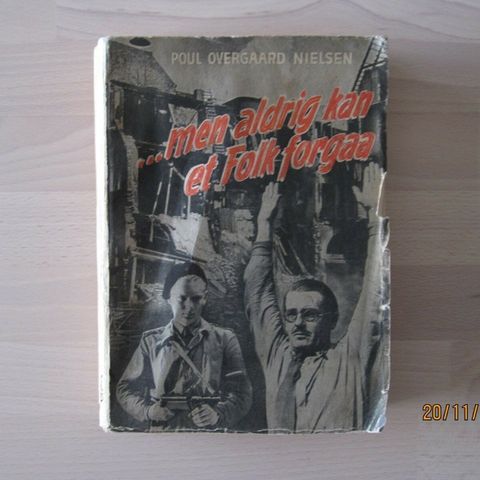 POUL OVERGAARD NIELSEN
...men aldrig kan
et Folk forgaa
20/11/